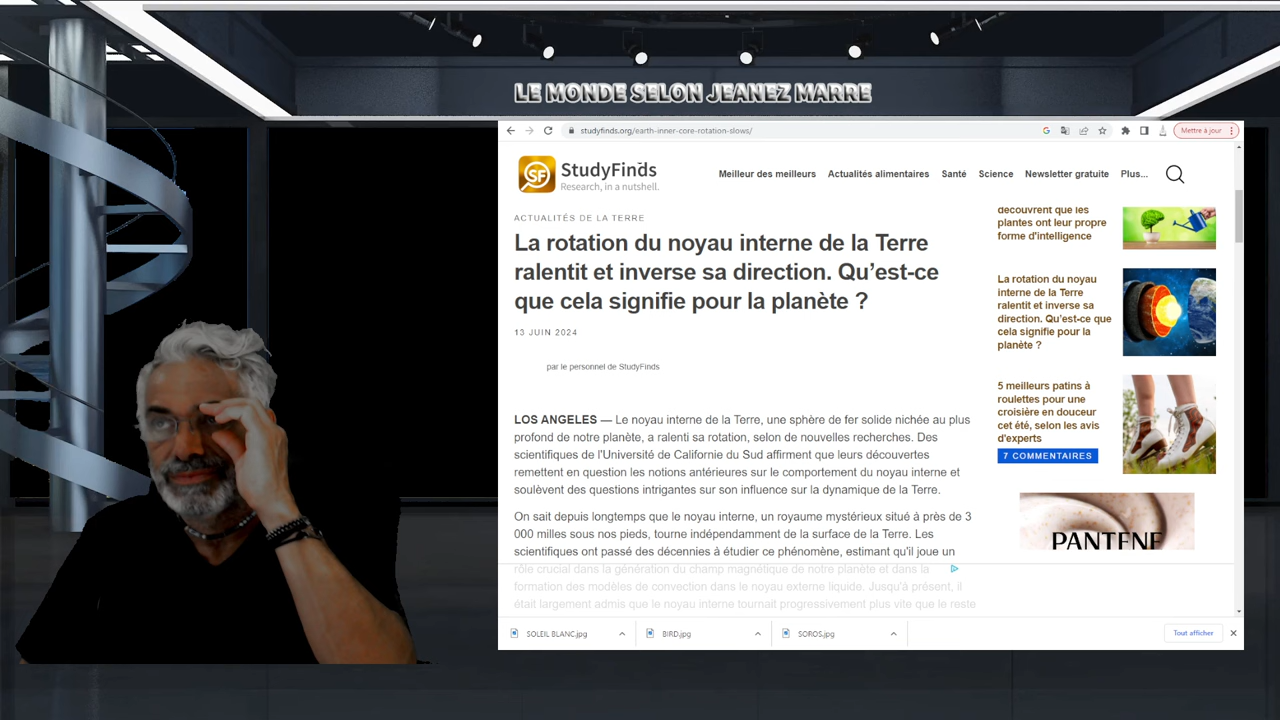 LE MONDE SELON JEANEZ MARRE
studyfinds.org/earth-inner-core-rotation-slows/
Mettre à jour
SF
StudyFinds
Research, in a nutshell.
Meilleur des meilleurs
Actualités alimentaires
Santé
Science
Newsletter gratuite
Plus...
ACTUALITÉS DE LA TERRE
La rotation du noyau interne de la Terre
ralentit et inverse sa direction. Qu’est-ce
que cela signifie pour la planète ?
13 JUIN 2024
par le personnel de StudyFinds
LOS ANGELES — Le noyau interne de la Terre, une sphère de fer solide nichée au plus
profond de notre planète, a ralenti sa rotation, selon de nouvelles recherches. Des
scientifiques de l'Université de Californie du Sud affirment que leurs découvertes
remettent en question les notions antérieures sur le comportement du noyau interne et
soulèvent des questions intrigantes sur son influence sur la dynamique de la Terre.
On sait depuis longtemps que le noyau interne, un royaume mystérieux situé à près de 3
000 milles sous nos pieds, tourne indépendamment de la surface de la Terre. Les
scientifiques ont passé des décennies à étudier ce phénomène, estimant qu'il joue un
rôle crucial dans la génération du champ magnétique de notre planète et dans la
formation des modèles de convection dans le noyau externe liquide. Jusqu'à présent, il
était largement admis que le noyau interne tournait progressivement plus vite que le reste
découvrent que les
plantes ont leur propre
forme d'intelligence
La rotation du noyau
interne de la Terre
ralentit et inverse sa
direction. Qu’est-ce que
cela signifie pour la
planète ?
5 meilleurs patins à
roulettes pour une
croisière en douceur
cet été, selon les avis
d'experts
7 COMMENTAIRES
PANTENE
SOLEIL BLANC.jpg
BIRD.jpg
SOROS.jpg
Tout afficher